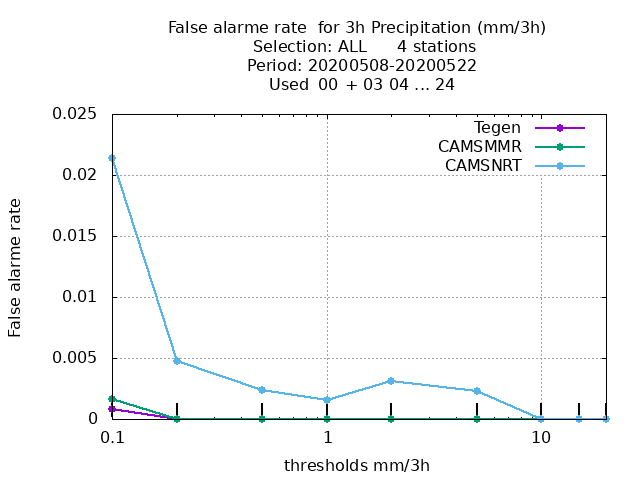 False alarme rate  for 3h Precipitation (mm/3h)
Selection: ALL      4 stations
Period: 20200508-20200522
Used  00  + 03 04 ... 24
0.025
0.02
0.015
0.01
0.005
0
False alarme rate
Tegen
CAMSMMR
CAMSNRT
0.1
1
10
thresholds mm/3h